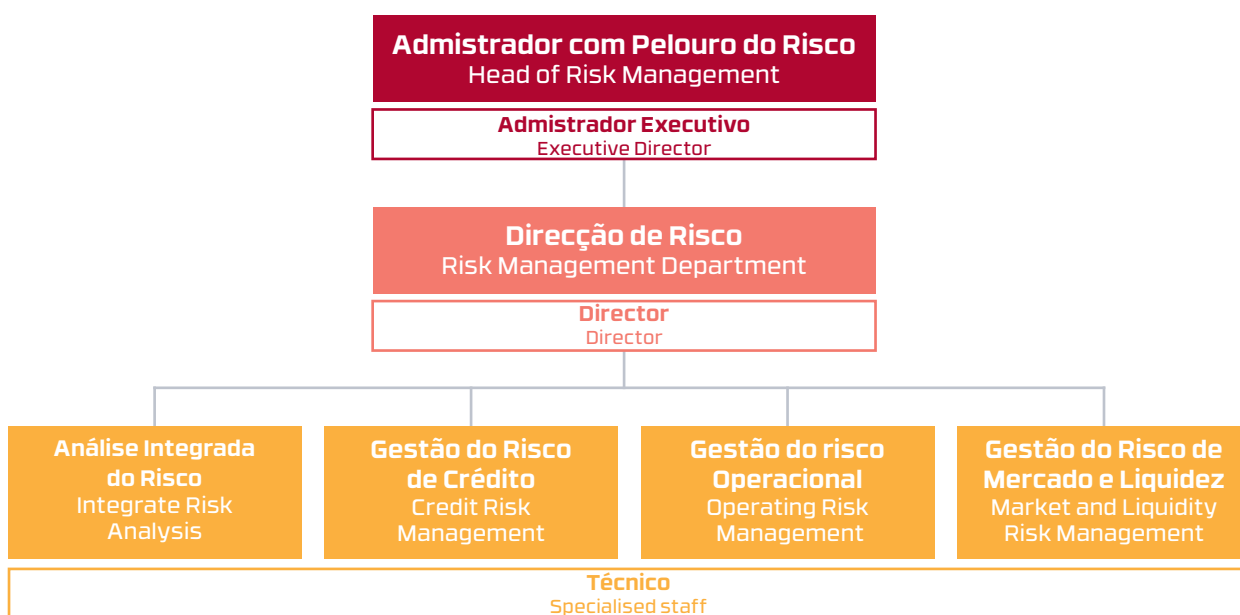 Admistrador com Pelouro do Risco
Head of Risk Management
Admistrador Executivo
Executive Director
Direcção de Risco
Risk Management Department
Director
Director
Análise Integrada
do Risco
Integrate Risk
Analysis
Gestão do Risco
de Crédito
Credit Risk
Management
Gestão do risco
Operacional
Operating Risk
Management
Gestão do Risco de
Mercado e Liquidez
Market and Liquidity
Risk Management
Técnico
Specialised staff